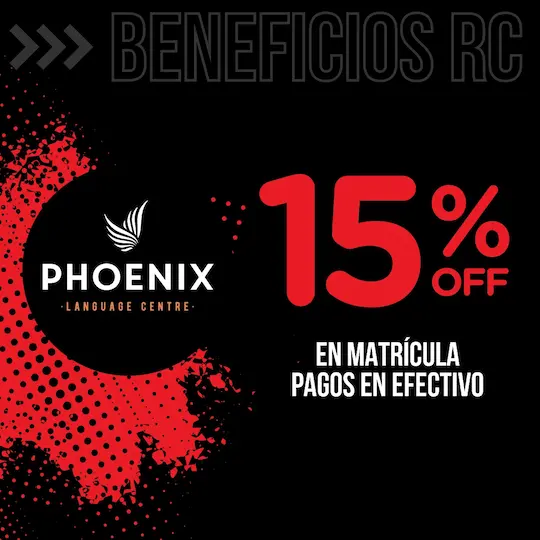 BENEFICIOS RC
PHOENIX
·LANGUAGE CENTRE·
15%
OFF
EN MATRÍCULA
PAGOS EN EFECTIVO